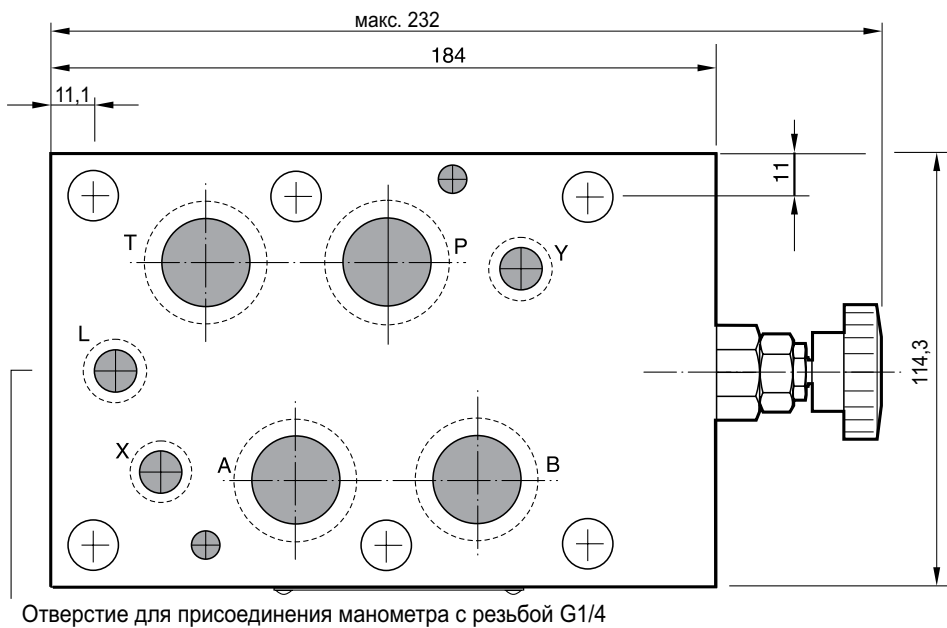 макс. 232
184
11,1
11
T
P
Y
L
114,3
X
A
B
Отверстие для присоединения манометра с резьбой G1/4